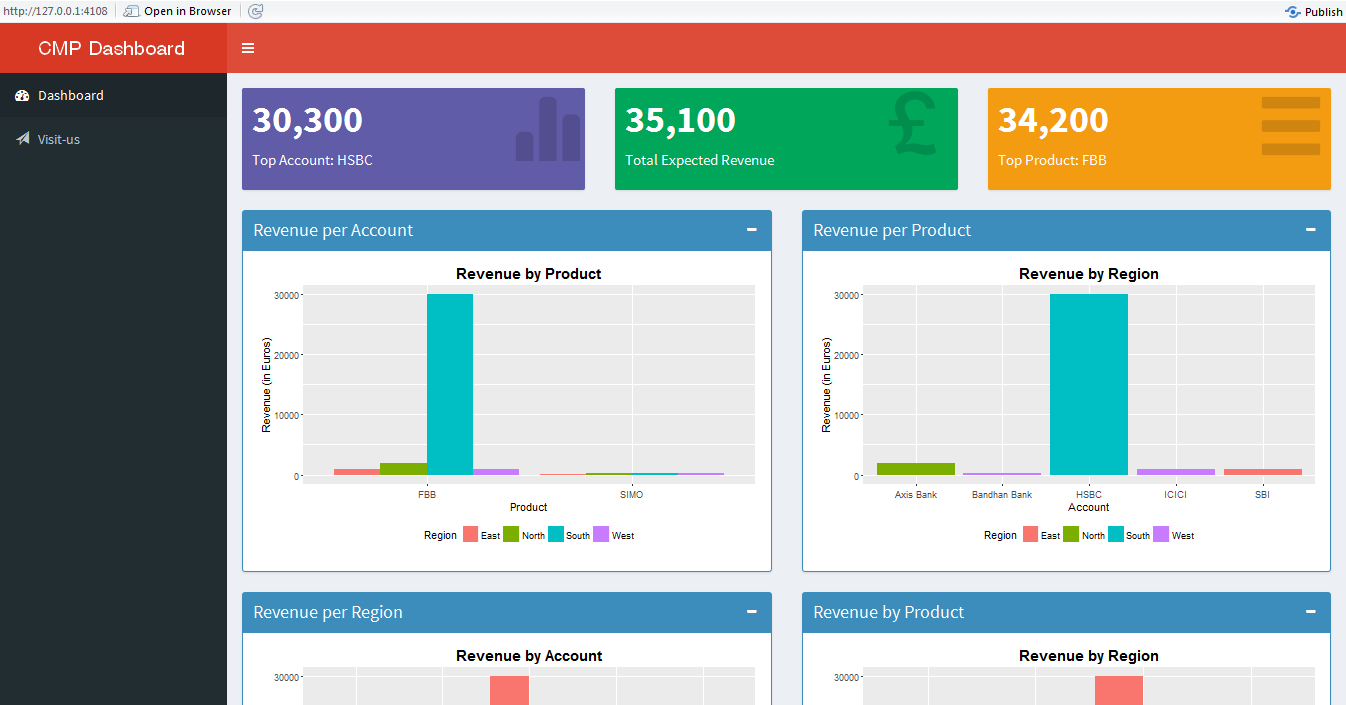 http://127.0.0.1:4108 Open in Browser Publish
CMP Dashboard
Dashboard
Visit-us
30,300
Top Account: HSBC
35,100
£
Total Expected Revenue
34,200
Top Product: FBB
Revenue per Account
Revenue by Product
Revenue (in Euros)
30000
20000
10000
0
FBB SIMO
Product
Region East North South West
Revenue per Product
Revenue by Region
Revenue (in Euros)
30000
20000
10000
0
Axis Bank Bandhan Bank HSBC ICICI SBI
Account
Region East North South West
Revenue per Region
Revenue by Account
30000
Revenue by Product
Revenue by Region
30000